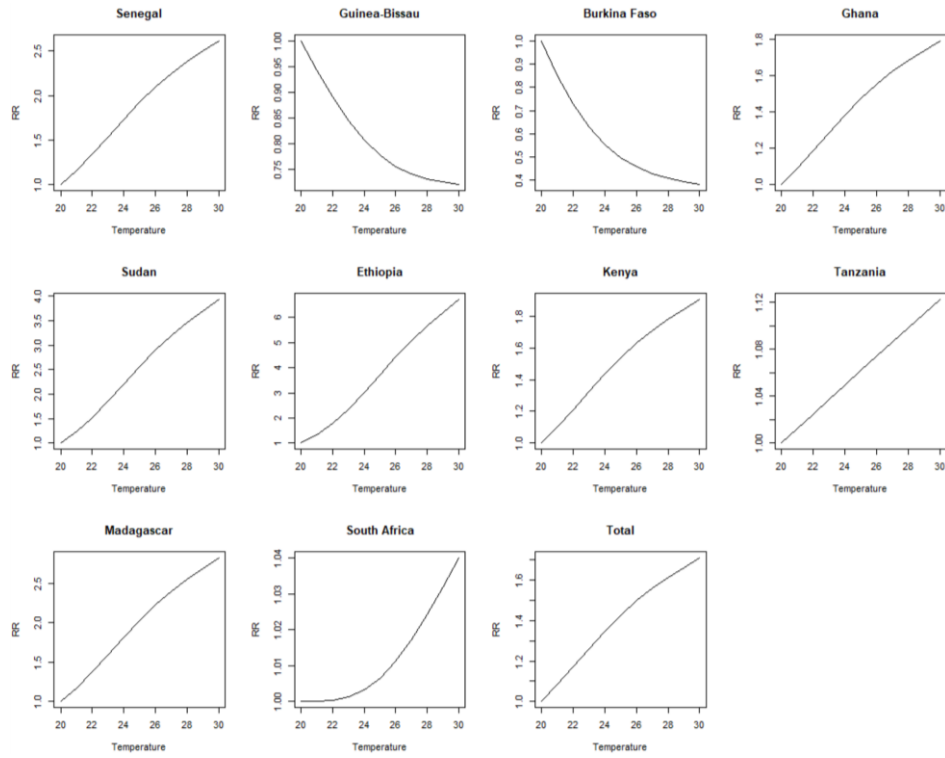 Senegal
RR
2.5
2.0
1.5
1.0
20 22 24 26 28 30
Temperature
Guinea-Bissau
RR
1.00
0.95
0.90
0.85
0.80
0.75
20 22 24 26 28 30
Temperature
Burkina Faso
RR
1.0
0.9
0.8
0.7
0.6
0.5
0.4
20 22 24 26 28 30
Temperature
Ghana
RR
1.8
1.6
1.4
1.2
1.0
20 22 24 26 28 30
Temperature
Sudan
RR
4.0
3.5
3.0
2.5
2.0
1.5
1.0
20 22 24 26 28 30
Temperature
Ethiopia
RR
6
5
4
3
2
1
20 22 24 26 28 30
Temperature
Kenya
RR
1.8
1.6
1.4
1.2
1.0
20 22 24 26 28 30
Temperature
Tanzania
RR
1.12
1.08
1.04
1.00
20 22 24 26 28 30
Temperature
Madagascar
RR
2.5
2.0
1.5
1.0
20 22 24 26 28 30
Temperature
South Africa
RR
1.04
1.03
1.02
1.01
1.00
20 22 24 26 28 30
Temperature
Total
RR
1.6
1.4
1.2
1.0
20 22 24 26 28 30
Temperature